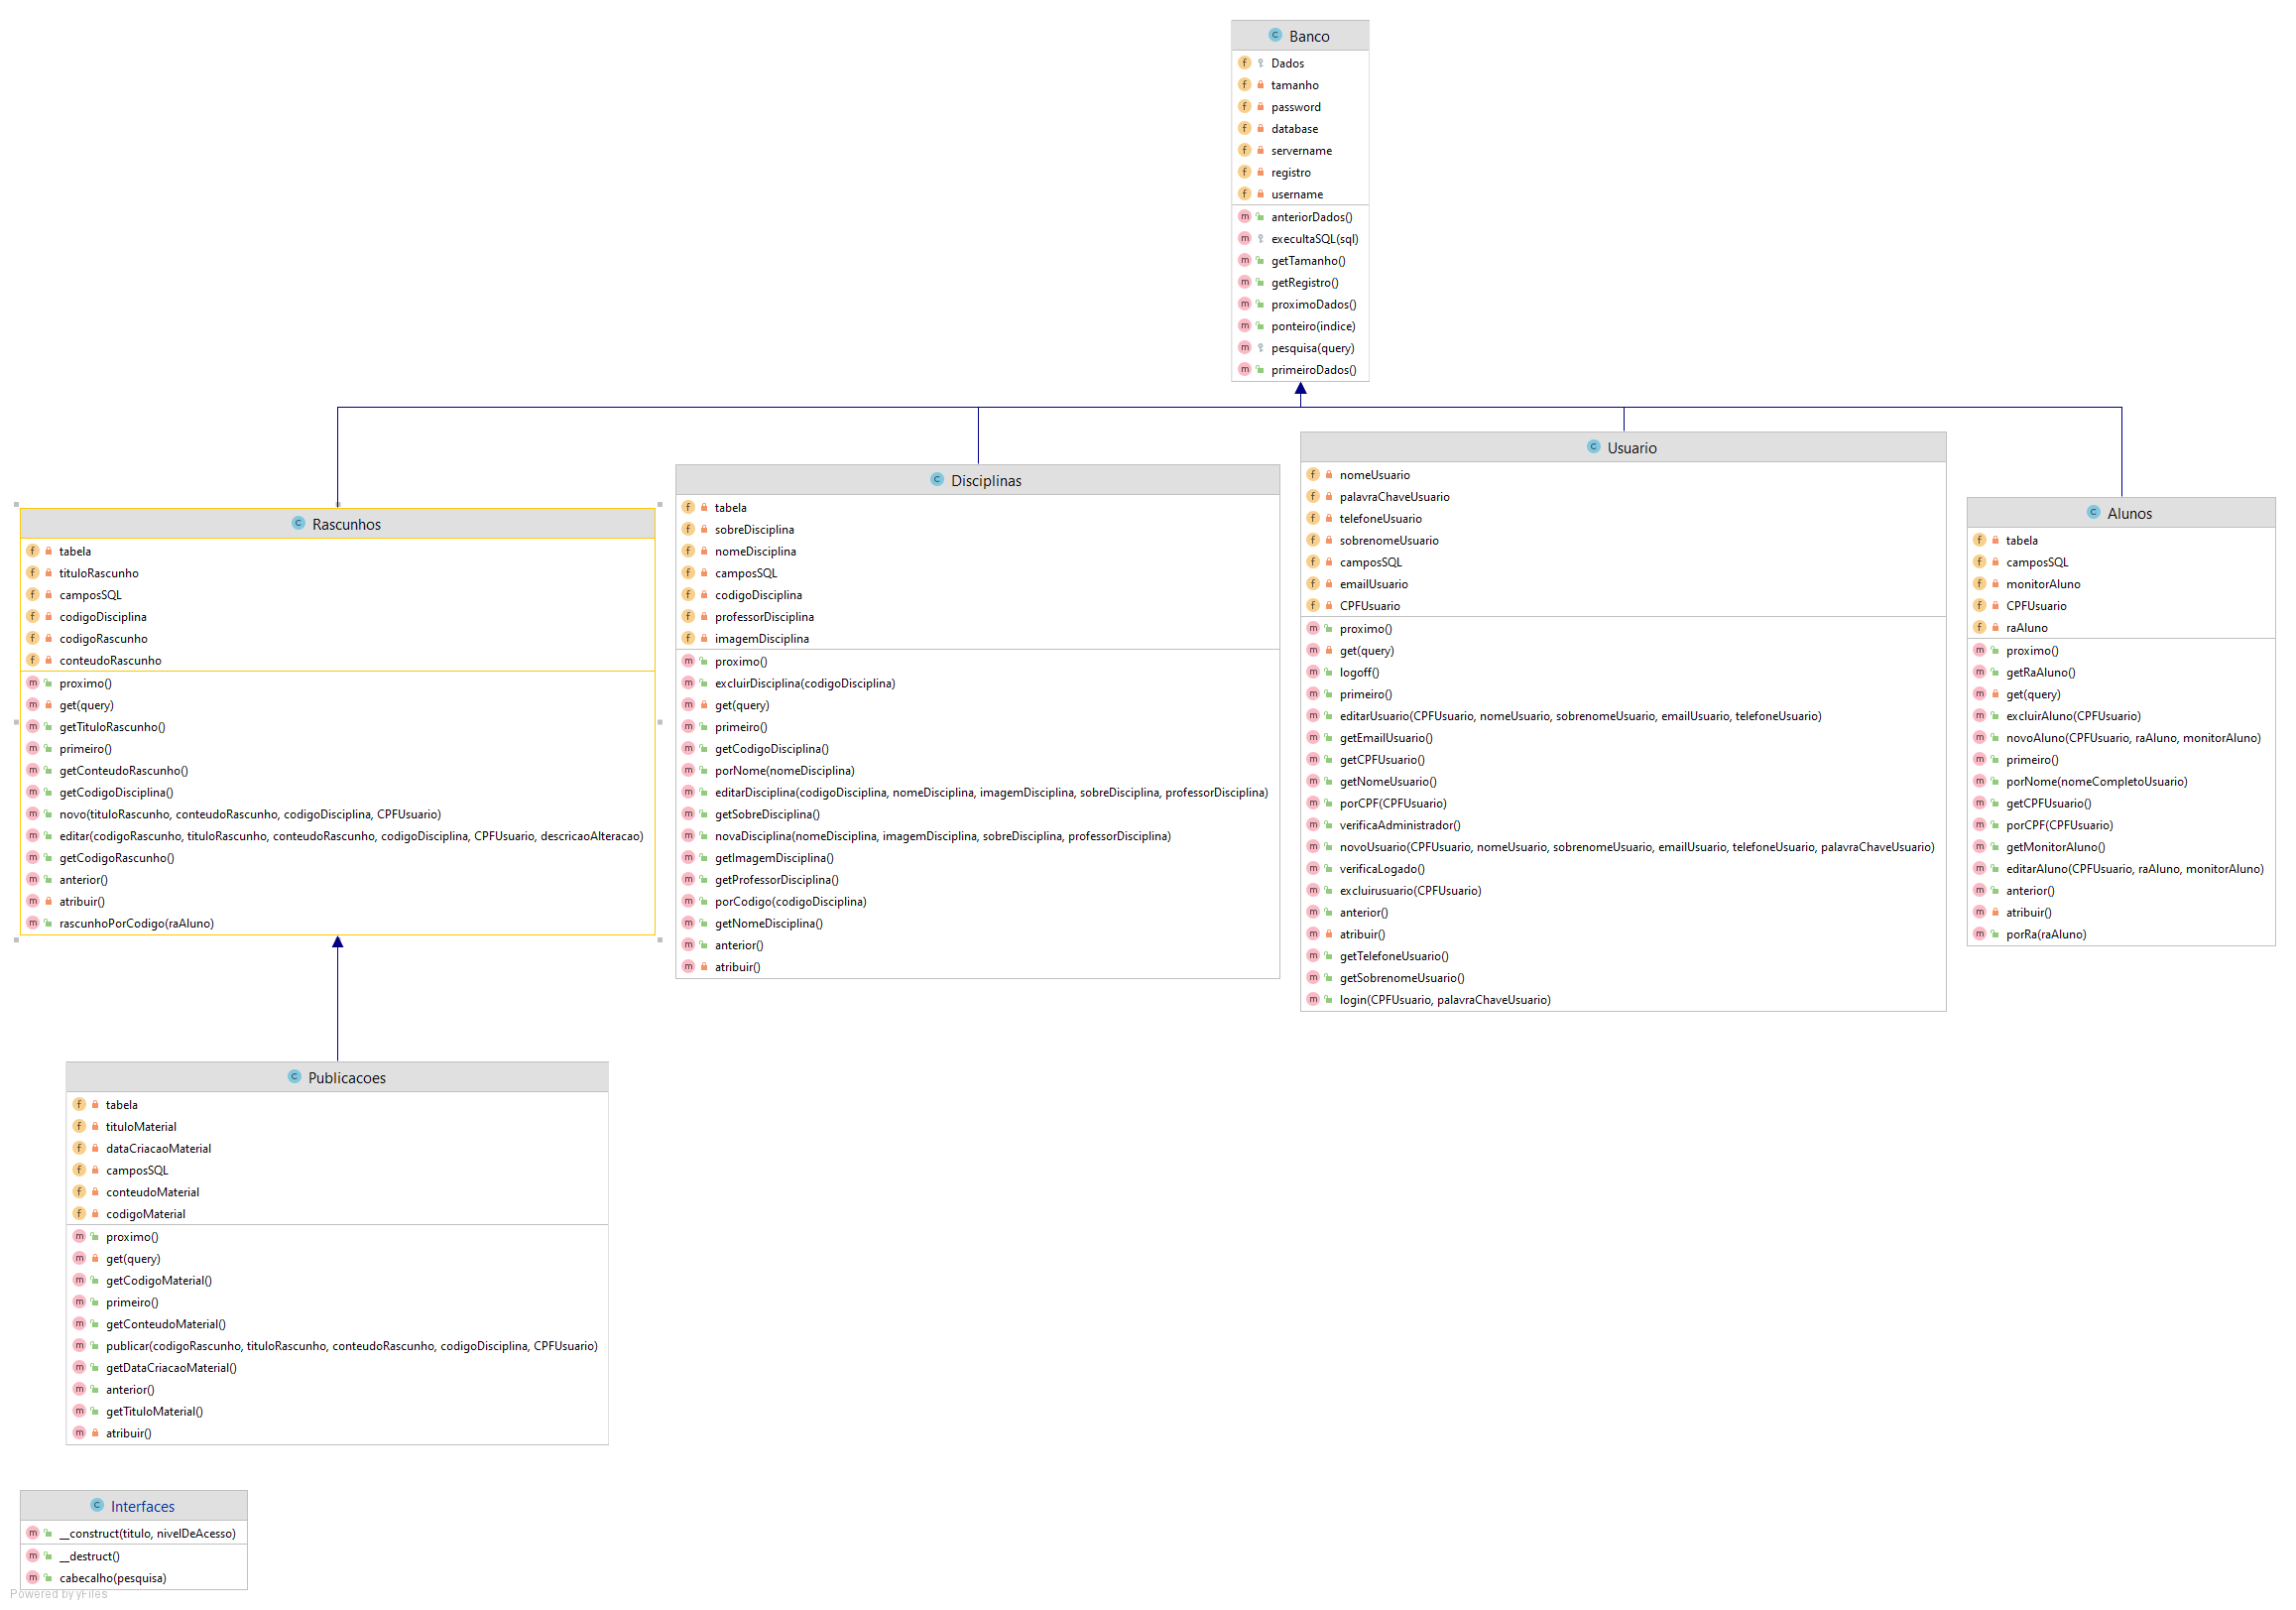 Banco
Dados
tamanho
password
database
servername
registro
username
anteriorDados()
execultaSQL(sql)
getTamanho()
getRegistro()
proximoDados()
ponteiro(indice)
pesquisa(query)
primeiroDados()
Rascunhos
tabela
tituloRascunho
camposSQL
codigoDisciplina
codigoRascunho
conteudoRascunho
proximo()
get(query)
getTituloRascunho()
primeiro()
getConteudoRascunho()
getCodigoDisciplina()
novo(tituloRascunho, conteudoRascunho, codigoDisciplina, CPFUsuario)
editar(codigoRascunho, tituloRascunho, conteudoRascunho, codigoDisciplina, CPFUsuario, descricaoAlteracao)
getCodigoRascunho()
anterior()
atribuir()
rascunhoPorCodigo(raAluno)
Disciplinas
tabela
sobreDisciplina
nomeDisciplina
camposSQL
codigoDisciplina
professorDisciplina
imagemDisciplina
proximo()
excluirDisciplina(codigoDisciplina)
get(query)
primeiro()
getCodigoDisciplina()
porNome(nomeDisciplina)
editarDisciplina(codigoDisciplina, nomeDisciplina, imagemDisciplina, sobreDisciplina, professorDisciplina)
getSobreDisciplina()
novaDisciplina(nomeDisciplina, imagemDisciplina, sobreDisciplina, professorDisciplina)
getImagemDisciplina()
getProfessorDisciplina()
porCodigo(codigoDisciplina)
getNomeDisciplina()
anterior()
atribuir()
Usuario
nomeUsuario
palavraChaveUsuario
telefoneUsuario
sobrenomeUsuario
camposSQL
emailUsuario
CPFUsuario
proximo()
get(query)
logoff()
primeiro()
editarUsuario(CPFUsuario, nomeUsuario, sobrenomeUsuario, emailUsuario, telefoneUsuario)
getEmailUsuario()
getCPFUsuario()
getNomeUsuario()
porCPF(CPFUsuario)
verificaAdministrador()
novoUsuario(CPFUsuario, nomeUsuario, sobrenomeUsuario, emailUsuario, telefoneUsuario, palavraChaveUsuario)
verificaLogado()
excluirusuario(CPFUsuario)
anterior()
atribuir()
getTelefoneUsuario()
getSobrenomeUsuario()
login(CPFUsuario, palavraChaveUsuario)
Alunos
tabela
camposSQL
monitorAluno
CPFUsuario
raAluno
proximo()
getRaAluno()
get(query)
excluirAluno(CPFUsuario)
novoAluno(CPFUsuario, raAluno, monitorAluno)
primeiro()
porNome(nomeCompletoUsuario)
getCPFUsuario()
porCPF(CPFUsuario)
getMonitorAluno()
editarAluno(CPFUsuario, raAluno, monitorAluno)
anterior()
atribuir()
porRa(raAluno)
Publicacoes
tabela
tituloMaterial
dataCriacaoMaterial
camposSQL
conteudoMaterial
codigoMaterial
proximo()
get(query)
getCodigoMaterial()
primeiro()
getConteudoMaterial()
publicar(codigoRascunho, tituloRascunho, conteudoRascunho, codigoDisciplina, CPFUsuario)
getDataCriacaoMaterial()
anterior()
getTituloMaterial()
atribuir()
Interfaces
__construct(titulo, nivelDeAcesso)
__destruct()
cabecalho(pesquisa)
Powered by yFiles